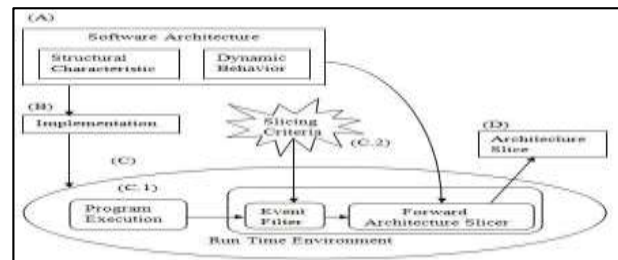 (A)
Software Architecture
Structural
Characteristic
Dynamic
Behavior
(B)
Implementation
Slicing
Criteria
(C.2)
(D)
Architecture
Slice
(C)
(C.1)
Program
Execution
Event
Filter
Forward
Architecture Slicer
Run Time Environment